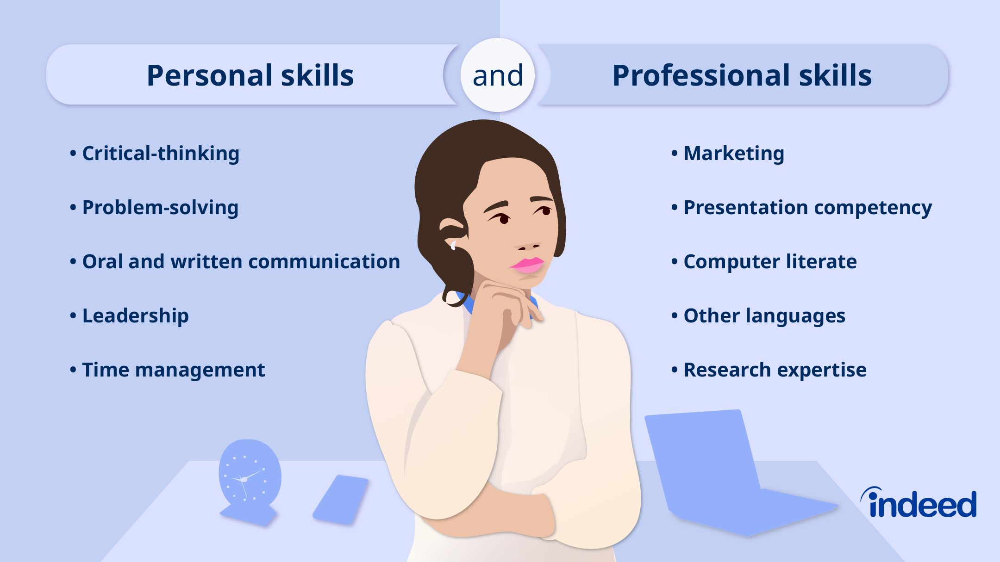 Personal skills
and
Professional skills
• Critical-thinking
• Problem-solving
• Oral and written communication
• Leadership
• Time management
• Marketing
• Presentation competency
• Computer literate
• Other languages
• Research expertise
indeed